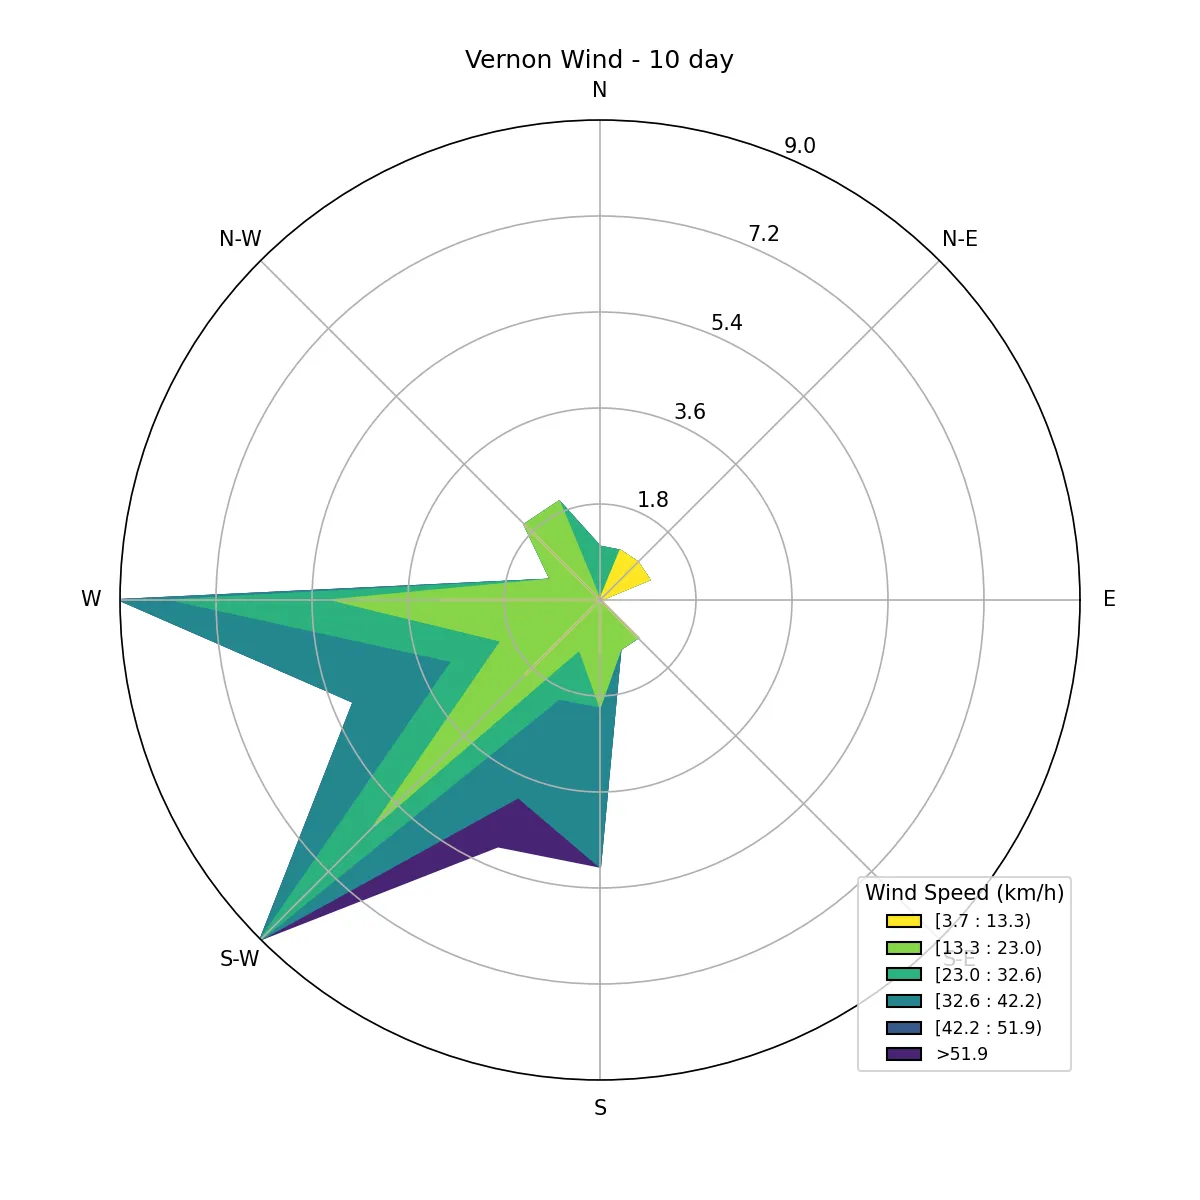 Vernon Wind - 10 day
N
9.0
N-W
7.2
N-E
5.4
3.6
1.8
W
E
S-W
S-E
S
Wind Speed (km/h)
[3.7 : 13.3)
[13.3 : 23.0)
[23.0 : 32.6)
[32.6 : 42.2)
[42.2 : 51.9)
>51.9